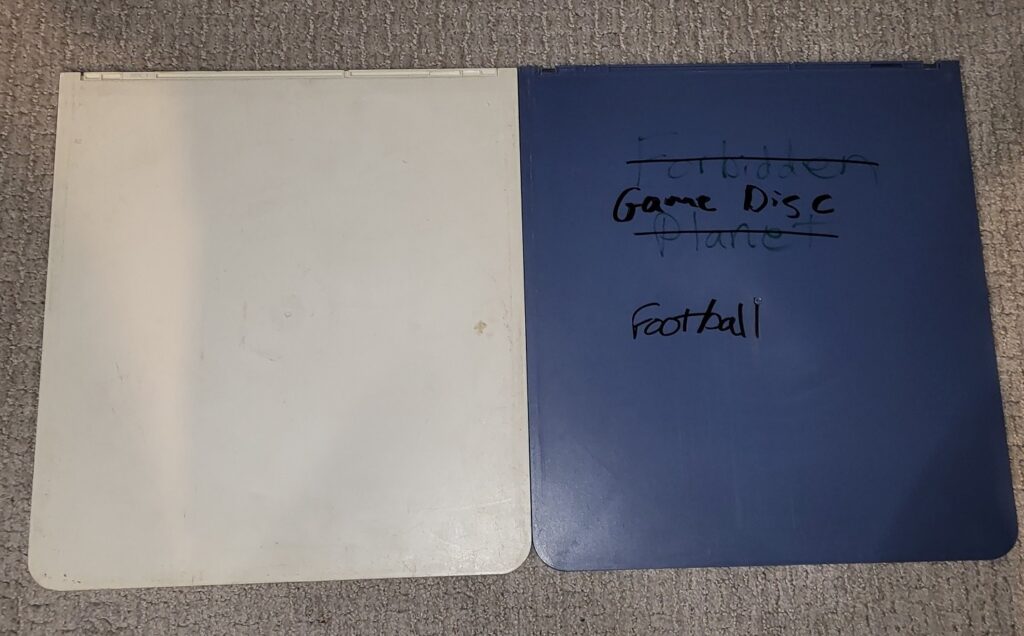 Forbidden
Game Disc
Planet
Football